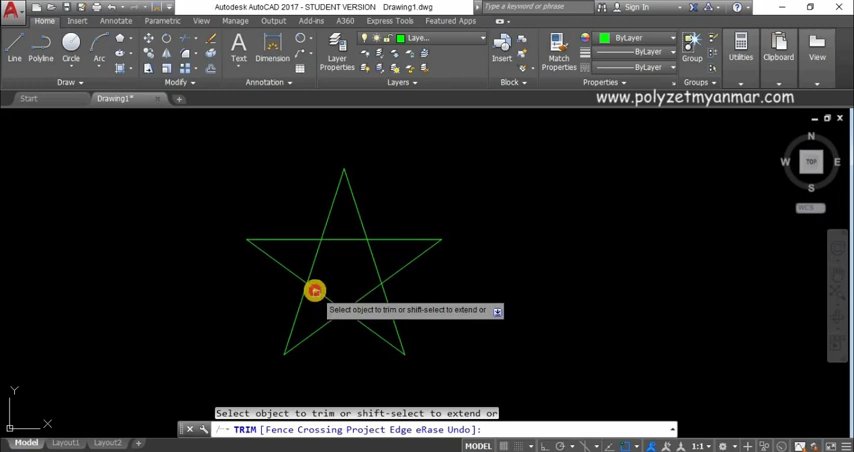 Autodesk AutoCAD 2017 - STUDENT VERSION Drawing1.dwg
Type a keyword or phrase
Sign In
Home Insert Annotate Parametric View Manage Output Add-ins A360 Express Tools Featured Apps
Line Polyline Circle Arc Text Dimension Layer Properties Laye... Insert Match Properties ByLayer ByLayer ByLayer Group Utilities Clipboard View
Draw Modify Annotation Layers Block Properties Groups
Start Drawing1*
www.polyzetmyanmar.com
N
W TOP E
S
WCS
Select object to trim or shift-select to extend or
Y
X
Select object to trim or shift-select to extend or
TRIM [Fence Crossing Project Edge eRase Undo]:
Model Layout1 Layout2 + MODEL 1:1